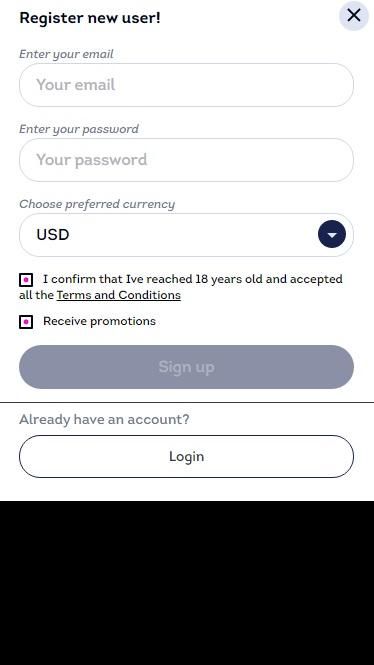 Register new user!
Enter your email
Your email
Enter your password
Your password
Choose preferred currency
USD
I confirm that Ive reached 18 years old and accepted
all the Terms and Conditions
Receive promotions
Sign up
Already have an account?
Login